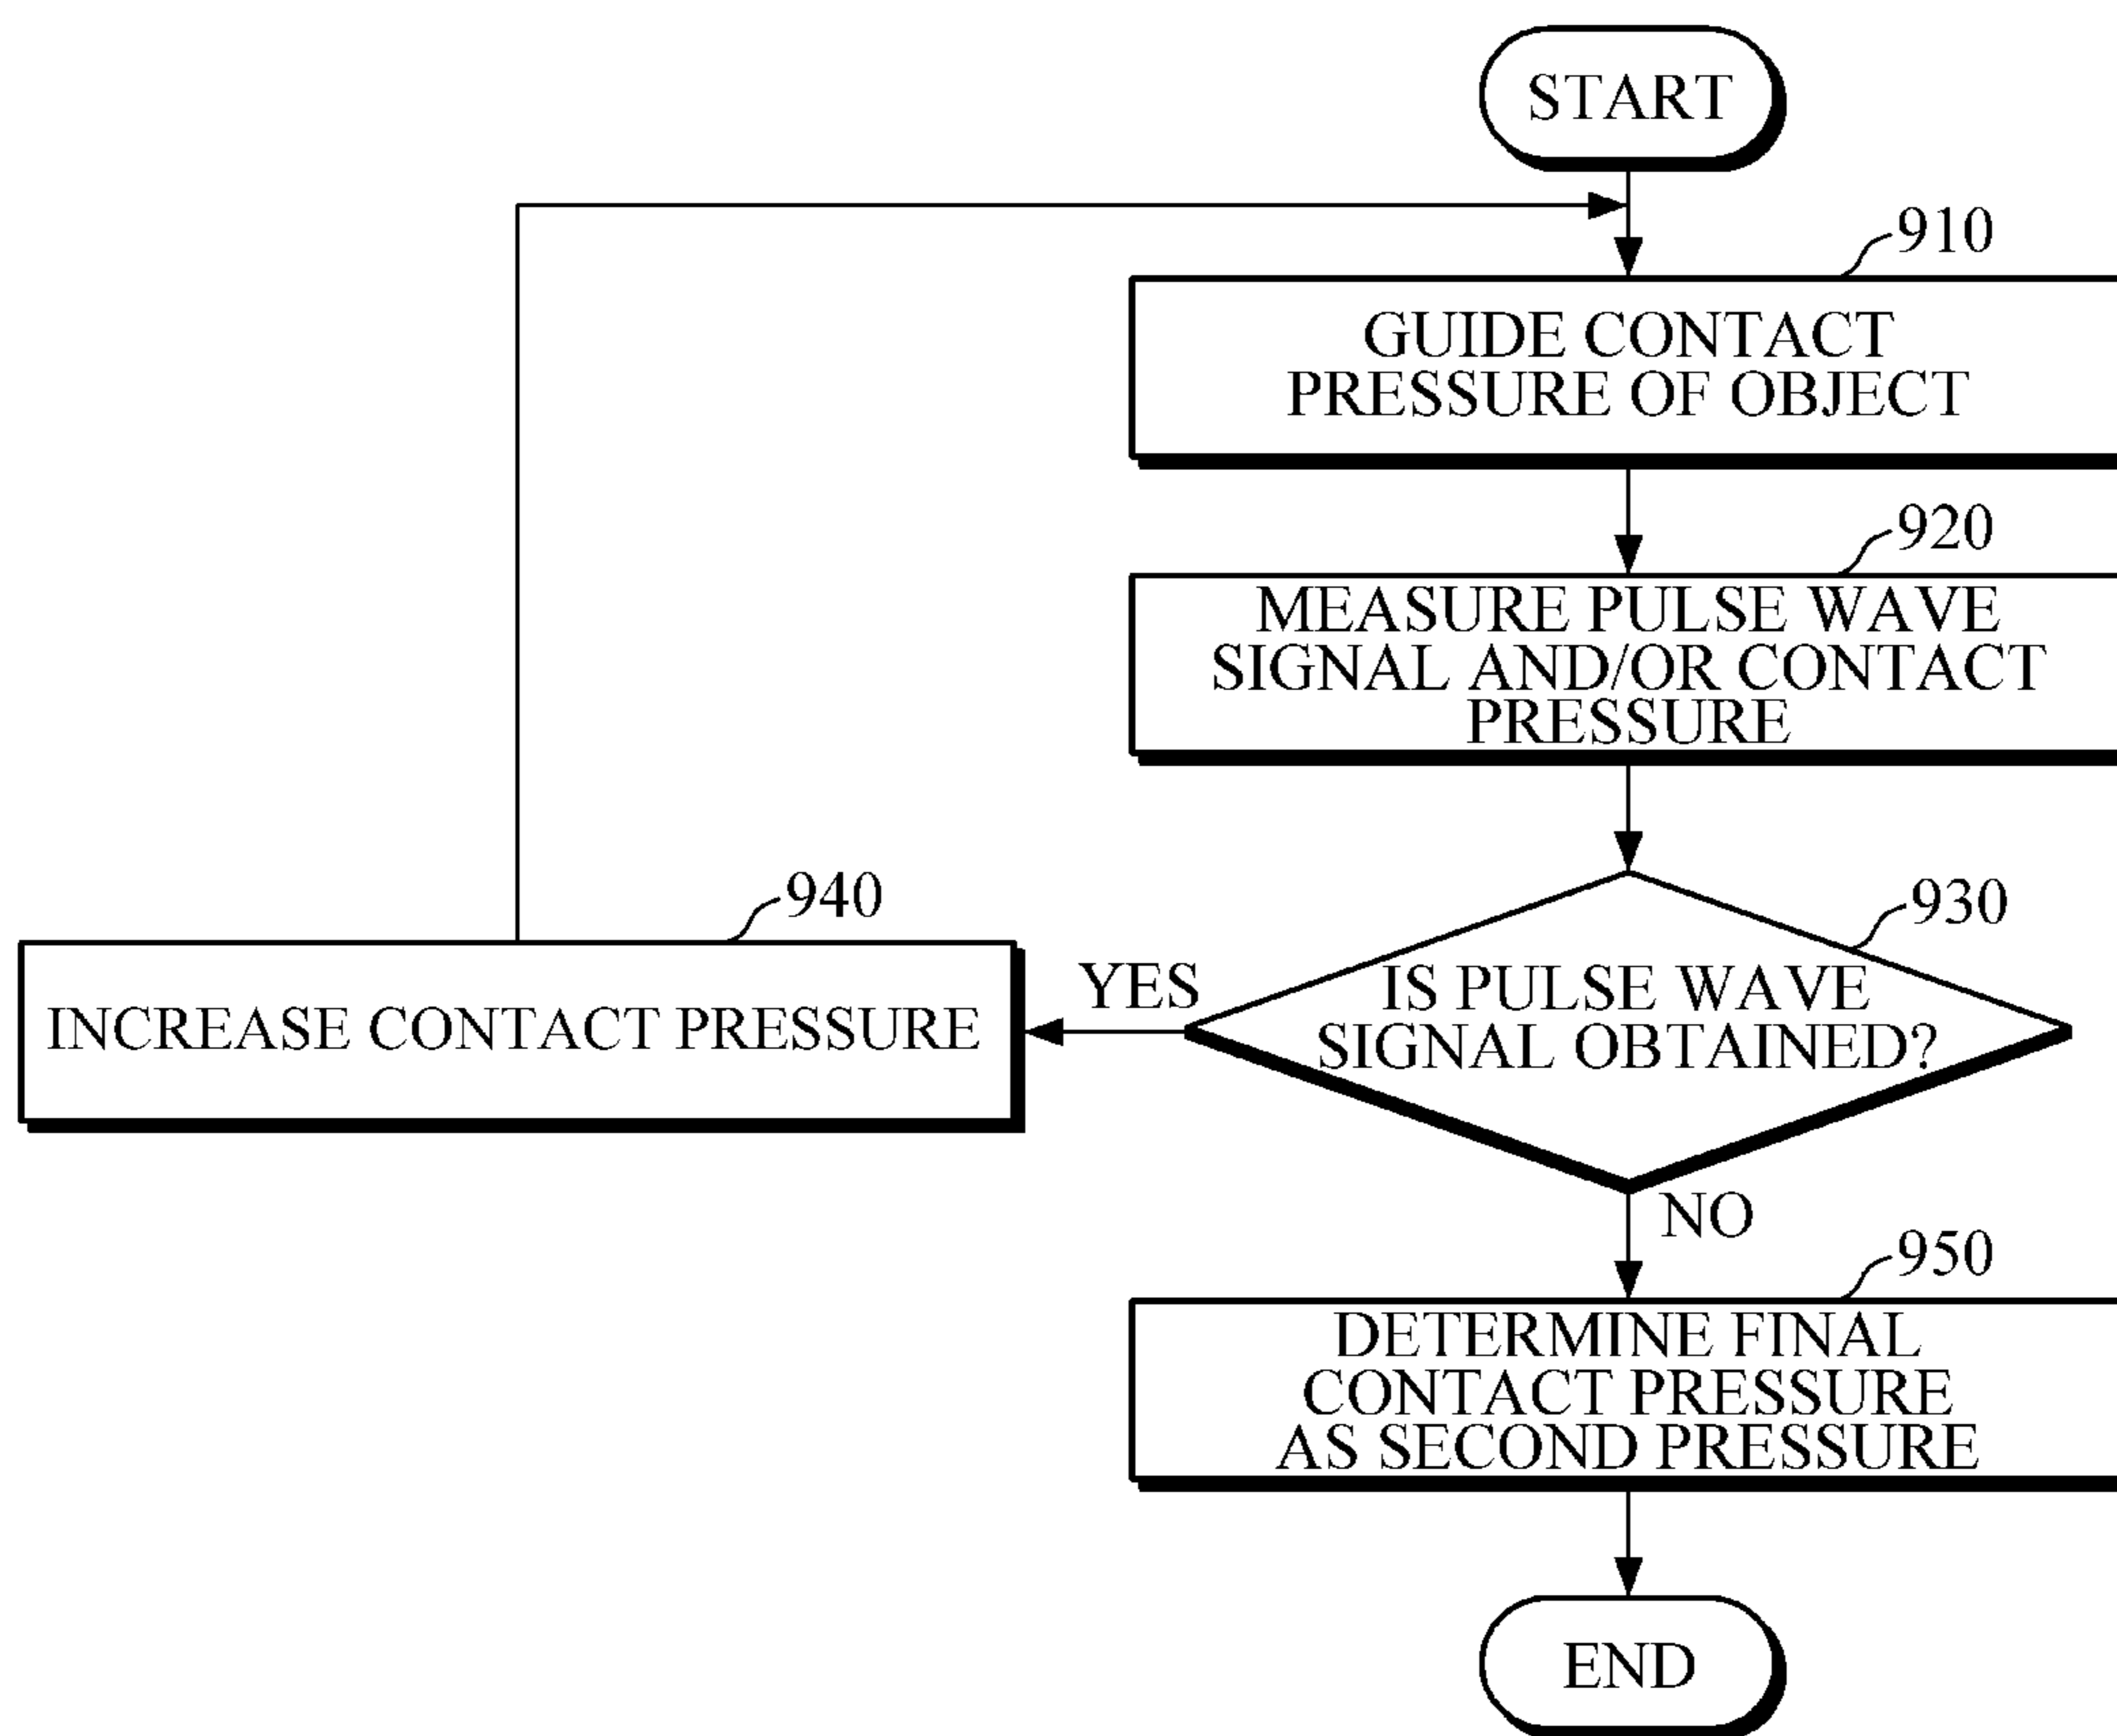 START
910
GUIDE CONTACT
PRESSURE OF OBJECT
920
MEASURE PULSE WAVE
SIGNAL AND/OR CONTACT
PRESSURE
940
INCREASE CONTACT PRESSURE
YES
930
IS PULSE WAVE
SIGNAL OBTAINED?
NO
950
DETERMINE FINAL
CONTACT PRESSURE
AS SECOND PRESSURE
END